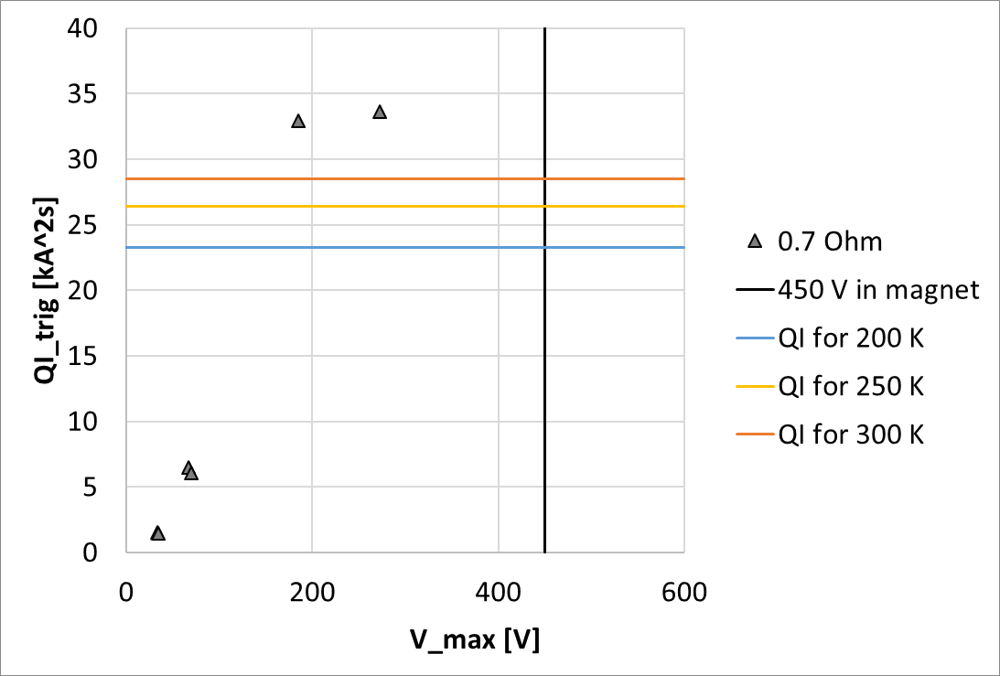 40
35
30
25
20
15
10
5
0
QI_trig [kA^2s]
0 200 400 600
V_max [V]
0.7 Ohm
450 V in magnet
QI for 200 K
QI for 250 K
QI for 300 K